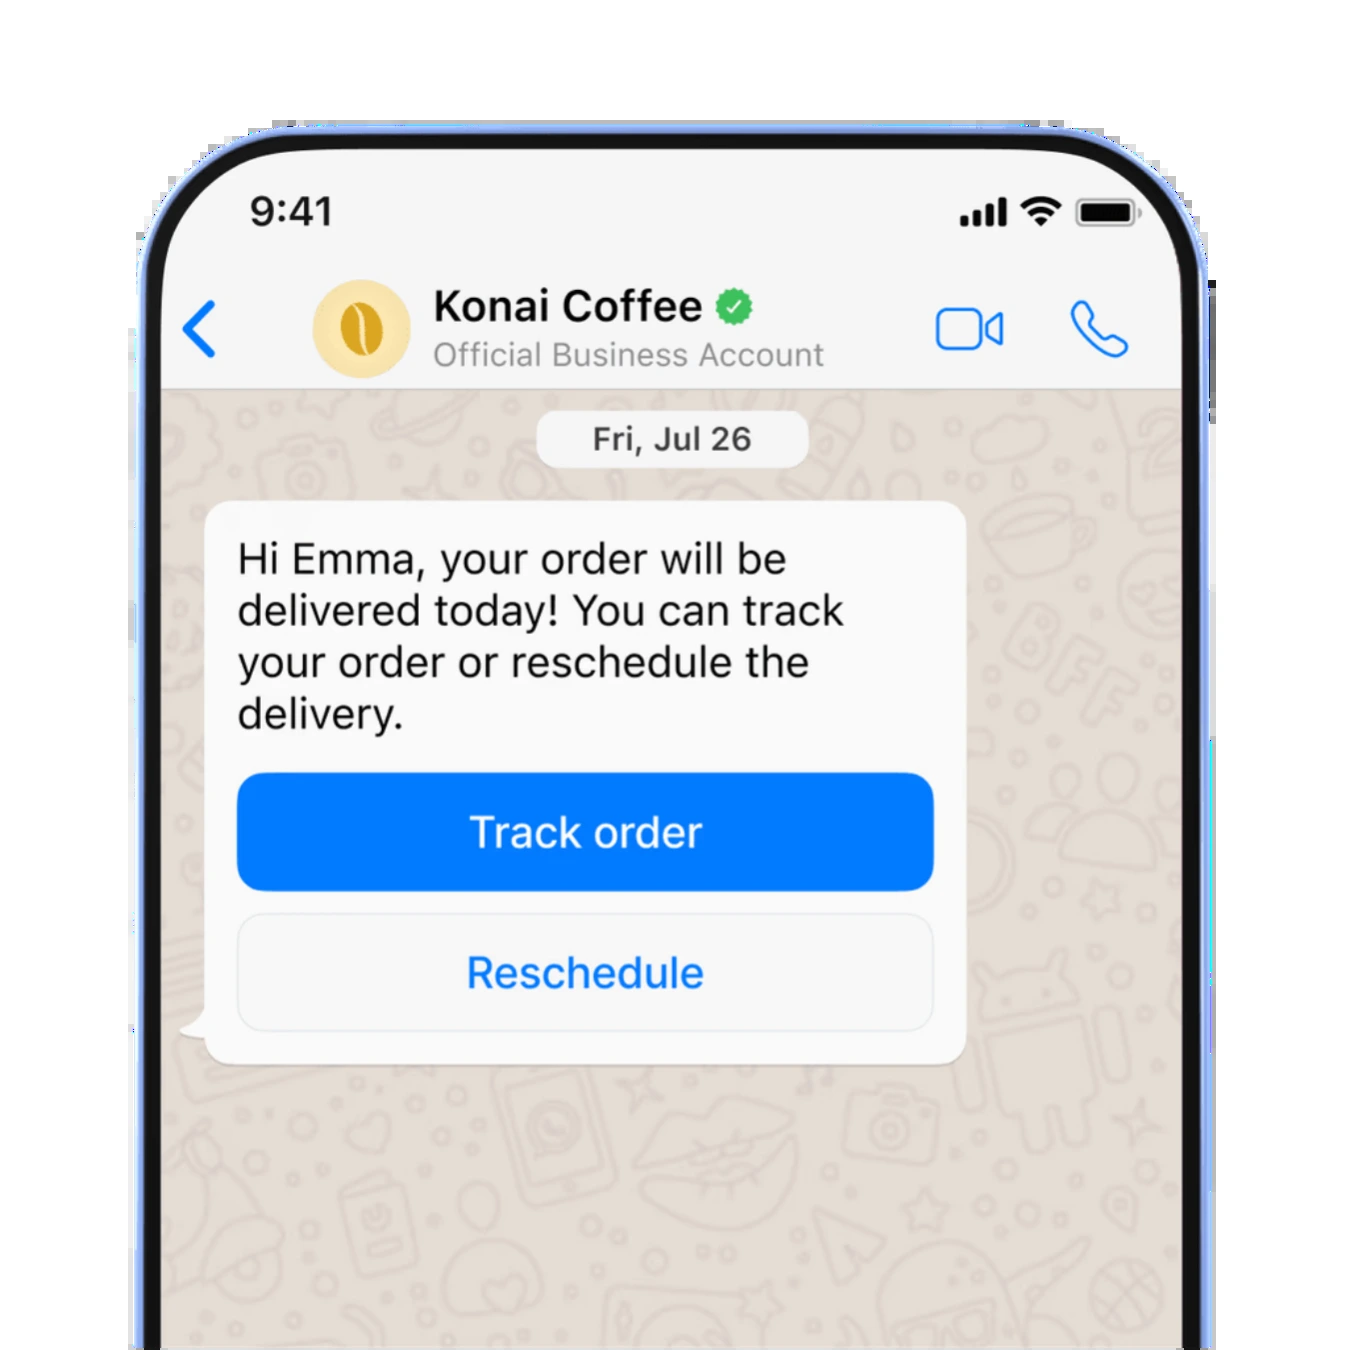 9:41
Konai Coffee
Official Business Account
Fri, Jul 26
Hi Emma, your order will be
delivered today! You can track
your order or reschedule the
delivery.
Track order
Reschedule
BFF